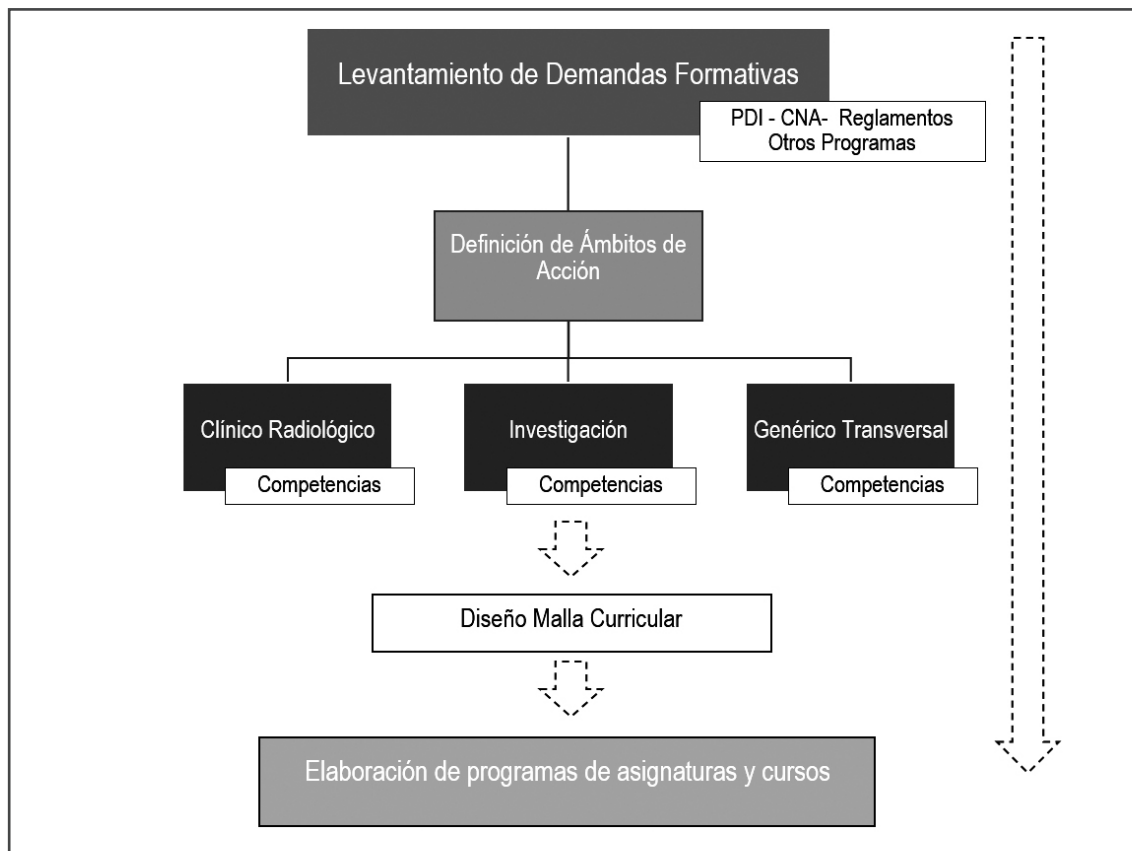 Levantamiento de Demandas Formativas
PDI - CNA- Reglamentos
Otros Programas
Definición de Ámbitos de
Acción
Clínico Radiológico
Competencias
Investigación
Competencias
Genérico Transversal
Competencias
Diseño Malla Curricular
Elaboración de programas de asignaturas y cursos